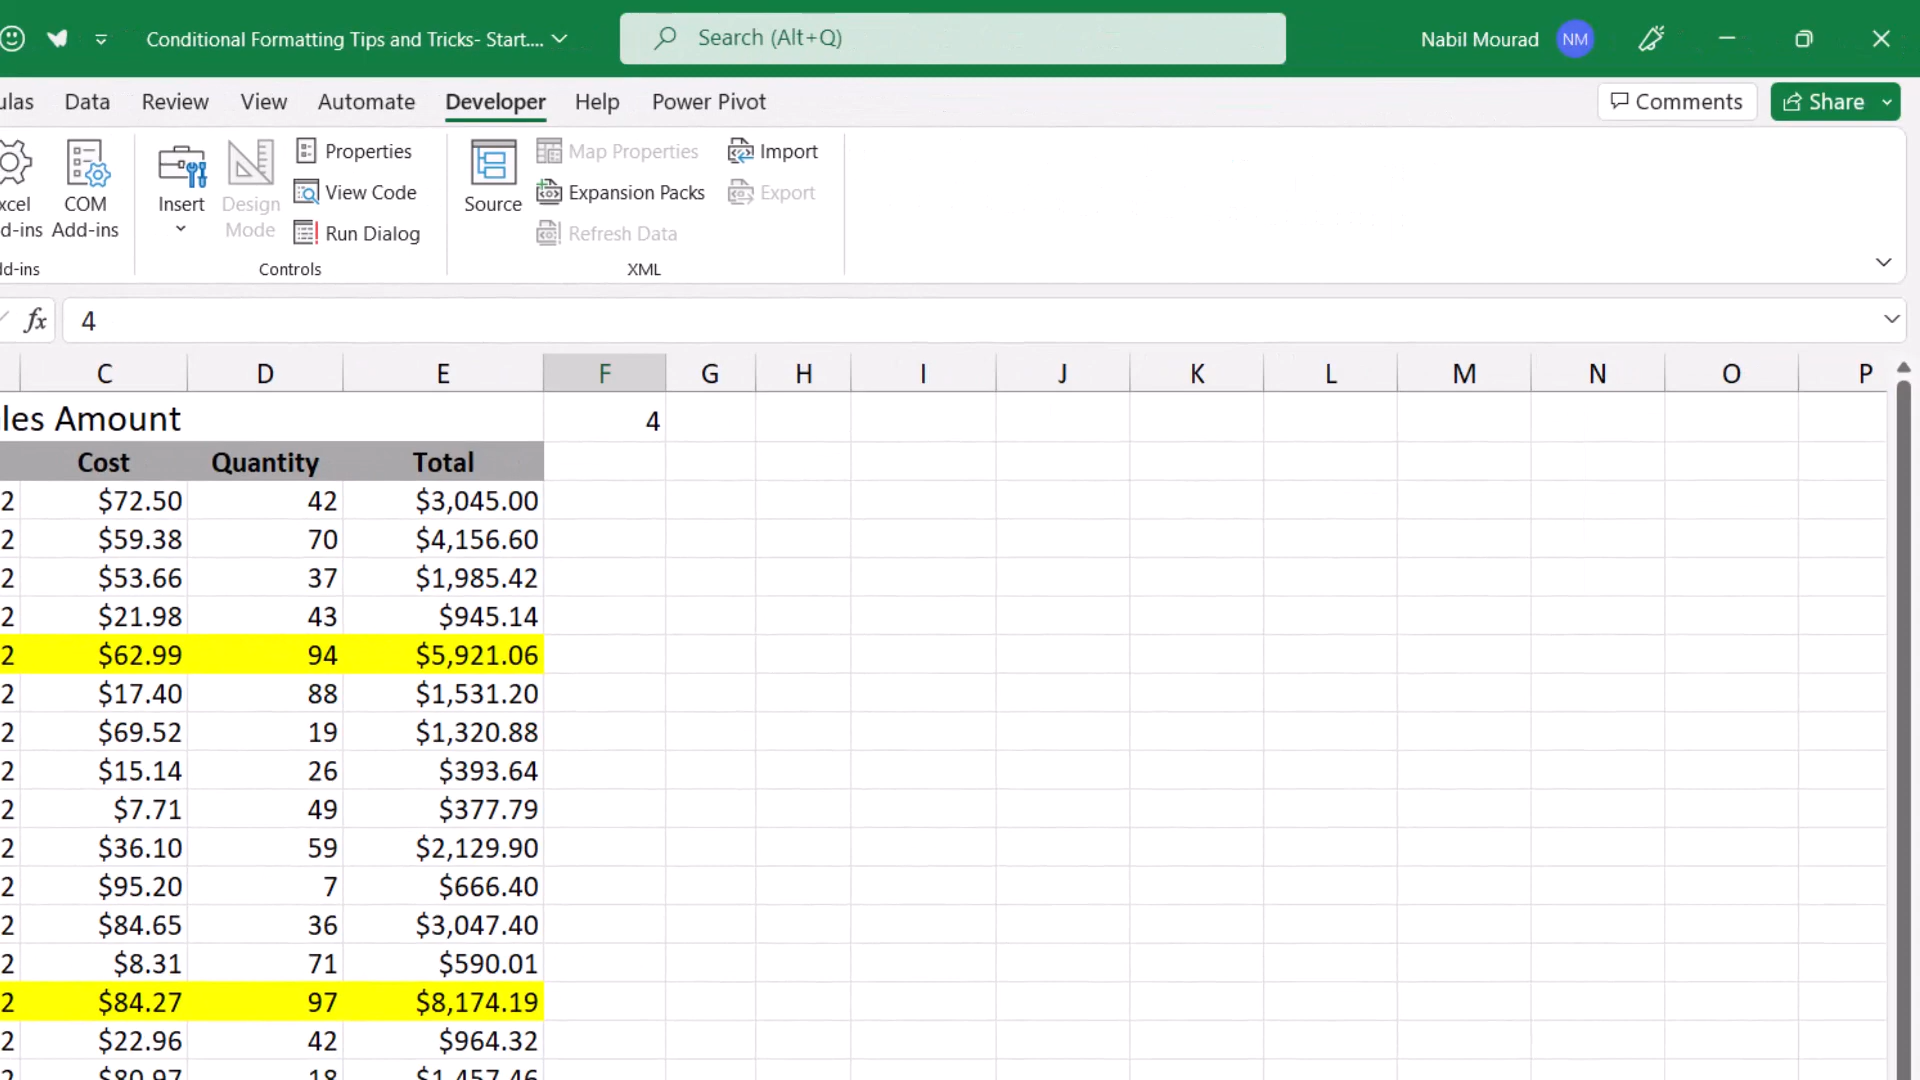 Conditional Formatting Tips and Tricks- Start....
Search (Alt+Q)
Nabil Mourad
NM
ulas Data Review View Automate Developer Help Power Pivot
Comments
Share
xcel
d-ins
COM
Add-ins
dd-ins
Insert
Design
Mode
Properties
View Code
Run Dialog
Controls
Source
Map Properties
Expansion Packs
Refresh Data
Import
Export
XML
fx 4
C D E F G H I J K L M N O P
les Amount 4
Cost Quantity Total
2 $72.50 42 $3,045.00
2 $59.38 70 $4,156.60
2 $53.66 37 $1,985.42
2 $21.98 43 $945.14
2 $62.99 94 $5,921.06
2 $17.40 88 $1,531.20
2 $69.52 19 $1,320.88
2 $15.14 26 $393.64
2 $7.71 49 $377.79
2 $36.10 59 $2,129.90
2 $95.20 7 $666.40
2 $84.65 36 $3,047.40
2 $8.31 71 $590.01
2 $84.27 97 $8,174.19
2 $22.96 42 $964.32
2 $80.97 18 $1,457.46